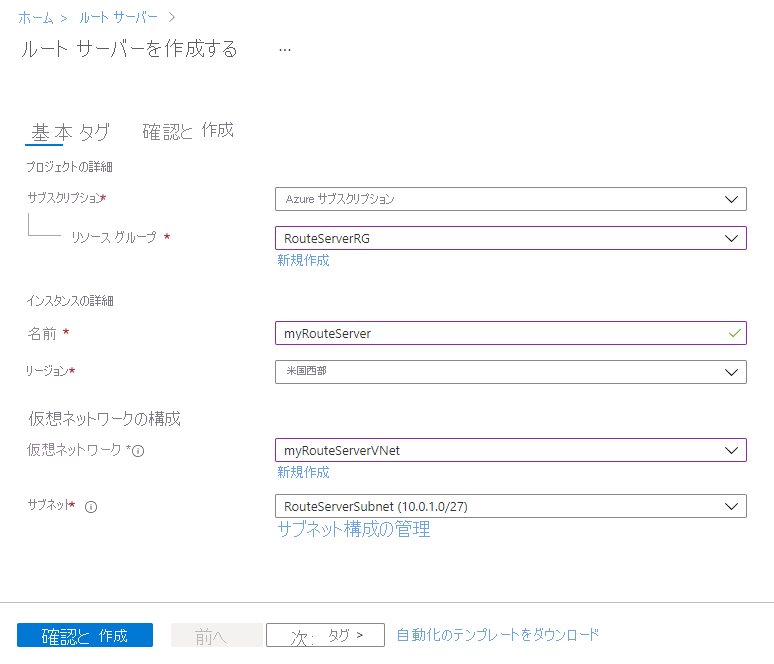 ホーム > ルート サーバー >
ルート サーバーを作成する ...
基本 タグ 確認と 作成
プロジェクトの詳細
サブスクリプション* Azure サブスクリプション
リソース グループ * RouteServerRG
新規作成
インスタンスの詳細
名前 * myRouteServer
リージョン* 米国西部
仮想ネットワークの構成
仮想ネットワーク * myRouteServerVNet
新規作成
サブネット* RouteServerSubnet (10.0.1.0/27)
サブネット構成の管理
確認と 作成 前へ 次: タグ > 自動化のテンプレートをダウンロード